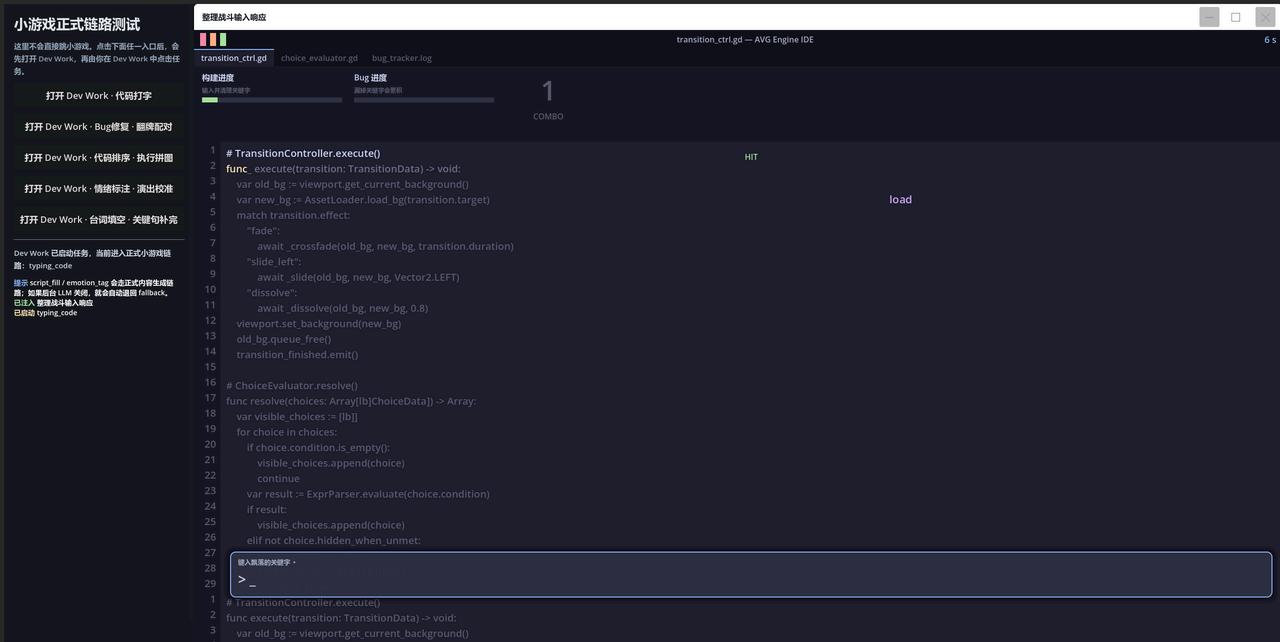 小游戏正式链路测试
这里不会直接跳小游戏。点击下面任一入口后，会
先打开 Dev Work，再由你在 Dev Work 中点击任
务。
打开 Dev Work · 代码打字
打开 Dev Work · Bug修复 · 翻牌配对
打开 Dev Work · 代码排序 · 执行拼图
打开 Dev Work · 情绪标注 · 演出校准
打开 Dev Work · 台词填空 · 关键句补完
Dev Work 已启动任务，当前进入正式小游戏链
路：typing_code
提示 script_fill / emotion_tag 会走正式内容生成链
路；如果后台 LLM 关闭，就会自动退回 fallback。
已注入 整理战斗输入响应
已启动 typing_code
整理战斗输入响应
transition_ctrl.gd — AVG Engine IDE
6 s
transition_ctrl.gd
choice_evaluator.gd
bug_tracker.log
构建进度
输入并清理关键字
Bug 进度
漏掉关键字会累积
1
COMBO
HIT
load
1 # TransitionController.execute()
2 func_ execute(transition: TransitionData) -> void:
3 var old_bg := viewport.get_current_background()
4 var new_bg := AssetLoader.load_bg(transition.target)
5 match transition.effect:
6 "fade":
7 await _crossfade(old_bg, new_bg, transition.duration)
8 "slide_left":
9 await _slide(old_bg, new_bg, Vector2.LEFT)
10 "dissolve":
11 await _dissolve(old_bg, new_bg, 0.8)
12 viewport.set_background(new_bg)
13 old_bg.queue_free()
14 transition_finished.emit()
15
16 # ChoiceEvaluator.resolve()
17 func resolve(choices: Array[lb]ChoiceData]) -> Array:
18 var visible_choices := [lb]]
19 for choice in choices:
20 if choice.condition.is_empty():
21 visible_choices.append(choice)
22 continue
23 var result := ExprParser.evaluate(choice.condition)
24 if result:
25 visible_choices.append(choice)
26 elif not choice.hidden_when_unmet:
27
28
29
键入飘落的关键字 •
> _
1 # TransitionController.execute()
2 func execute(transition: TransitionData) -> void:
3 var old_bg := viewport.get_current_background()